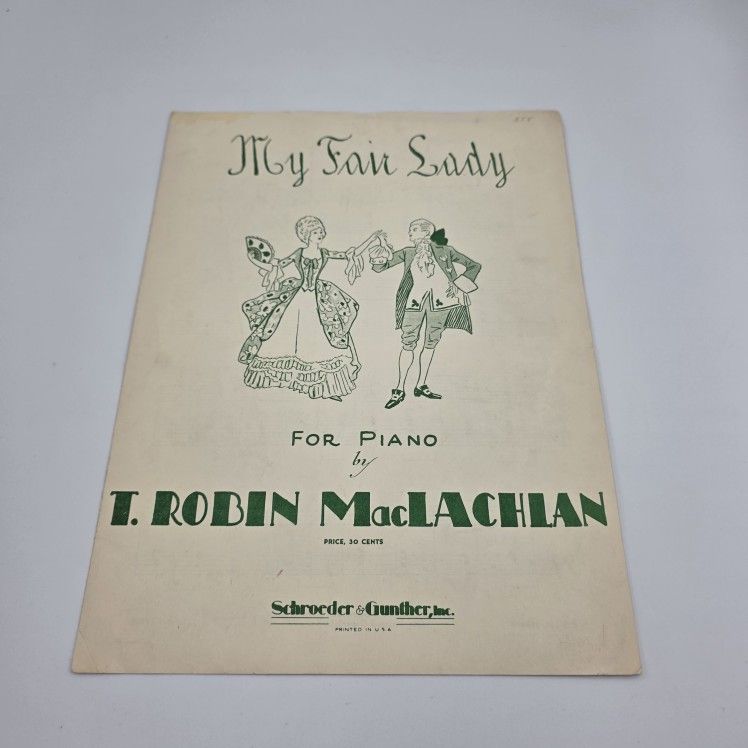 My Fair Lady
FOR PIANO
by
T. ROBIN MacLACHLAN
PRICE, 30 CENTS
Schroeder & Gunther, Inc.
PRINTED IN U.S.A.